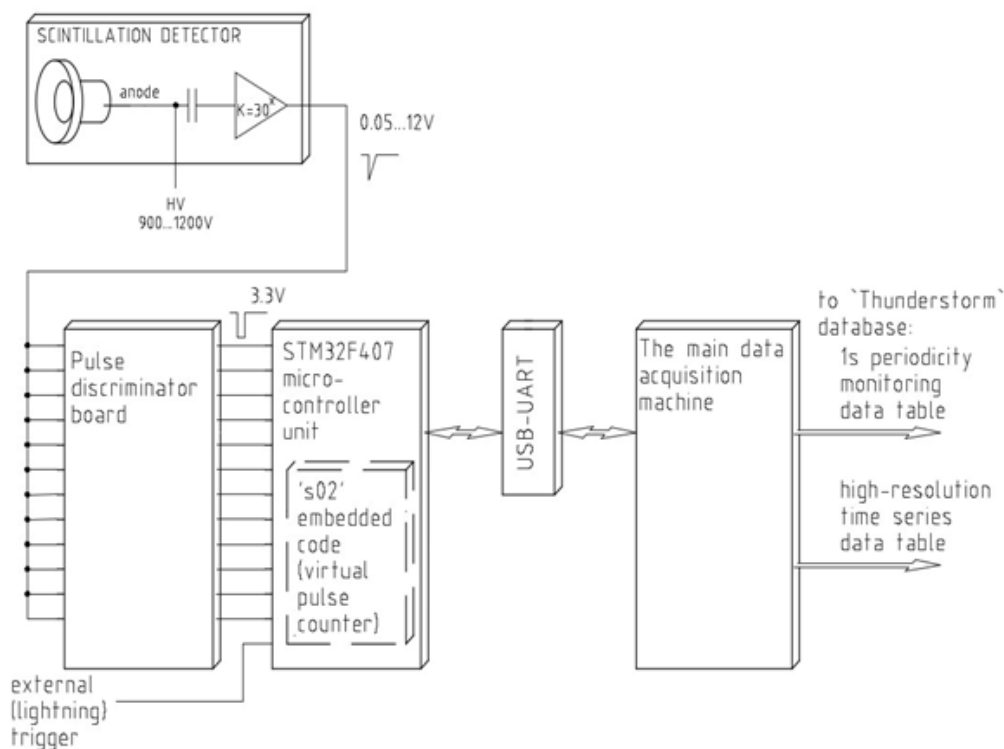 SCINTILLATION DETECTOR
anode
K=30ˣ
0.05...12V
HV
900...1200V
3.3V
Pulse
discriminator
board
STM32F407
micro-
controller
unit
's02'
embedded
code
(virtual
pulse
counter)
USB-UART
The main data
acquisition
machine
to `Thunderstorm`
database:
1s periodicity
monitoring
data table
high-resolution
time series
data table
external
(lightning)
trigger